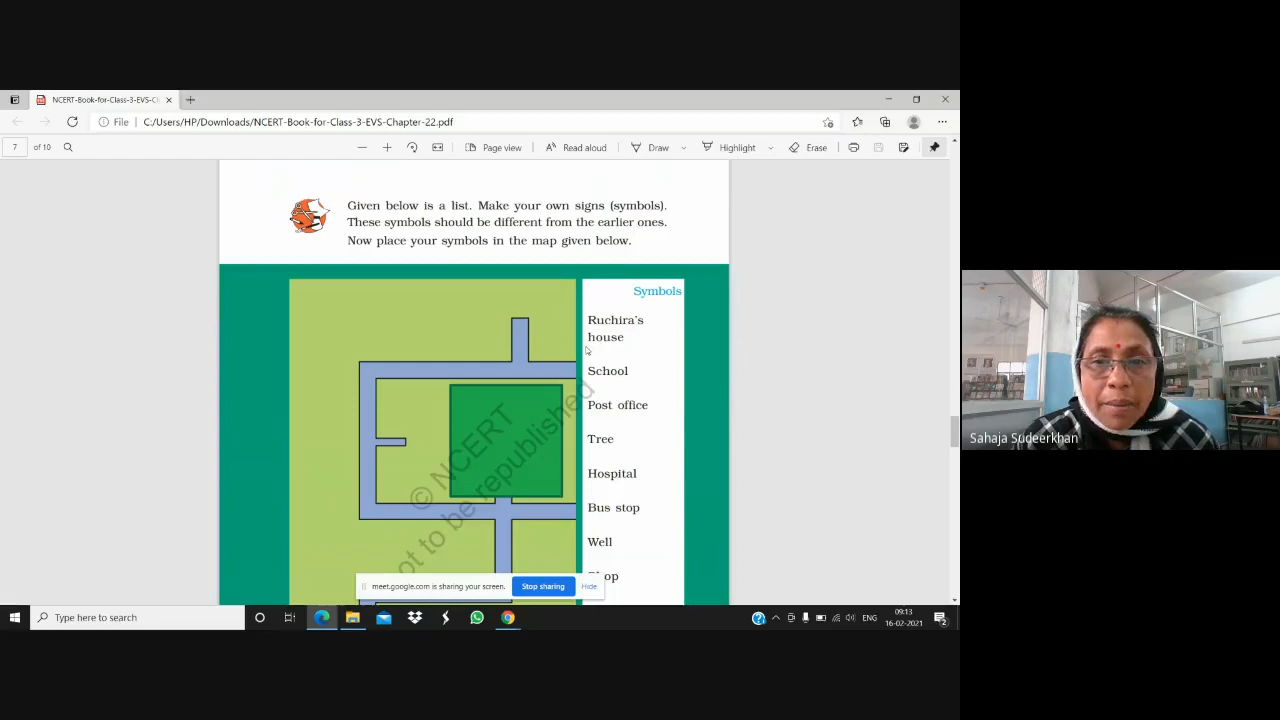 NCERT-Book-for-Class-3-EVS-C
File
C:/Users/HP/Downloads/NCERT-Book-for-Class-3-EVS-Chapter-22.pdf
7 of 10
Page view
Read aloud
Draw
Highlight
Erase
Given below is a list. Make your own signs (symbols).
These symbols should be different from the earlier ones.
Now place your symbols in the map given below.
Symbols
Ruchira's
house
School
Post office
Tree
Hospital
Bus stop
Well
© NCERT
ot to be republished
meet.google.com is sharing your screen.
Stop sharing
Hide
Sahaja Sudeerkhan
Type here to search
ENG
09:13
16-02-2021
2